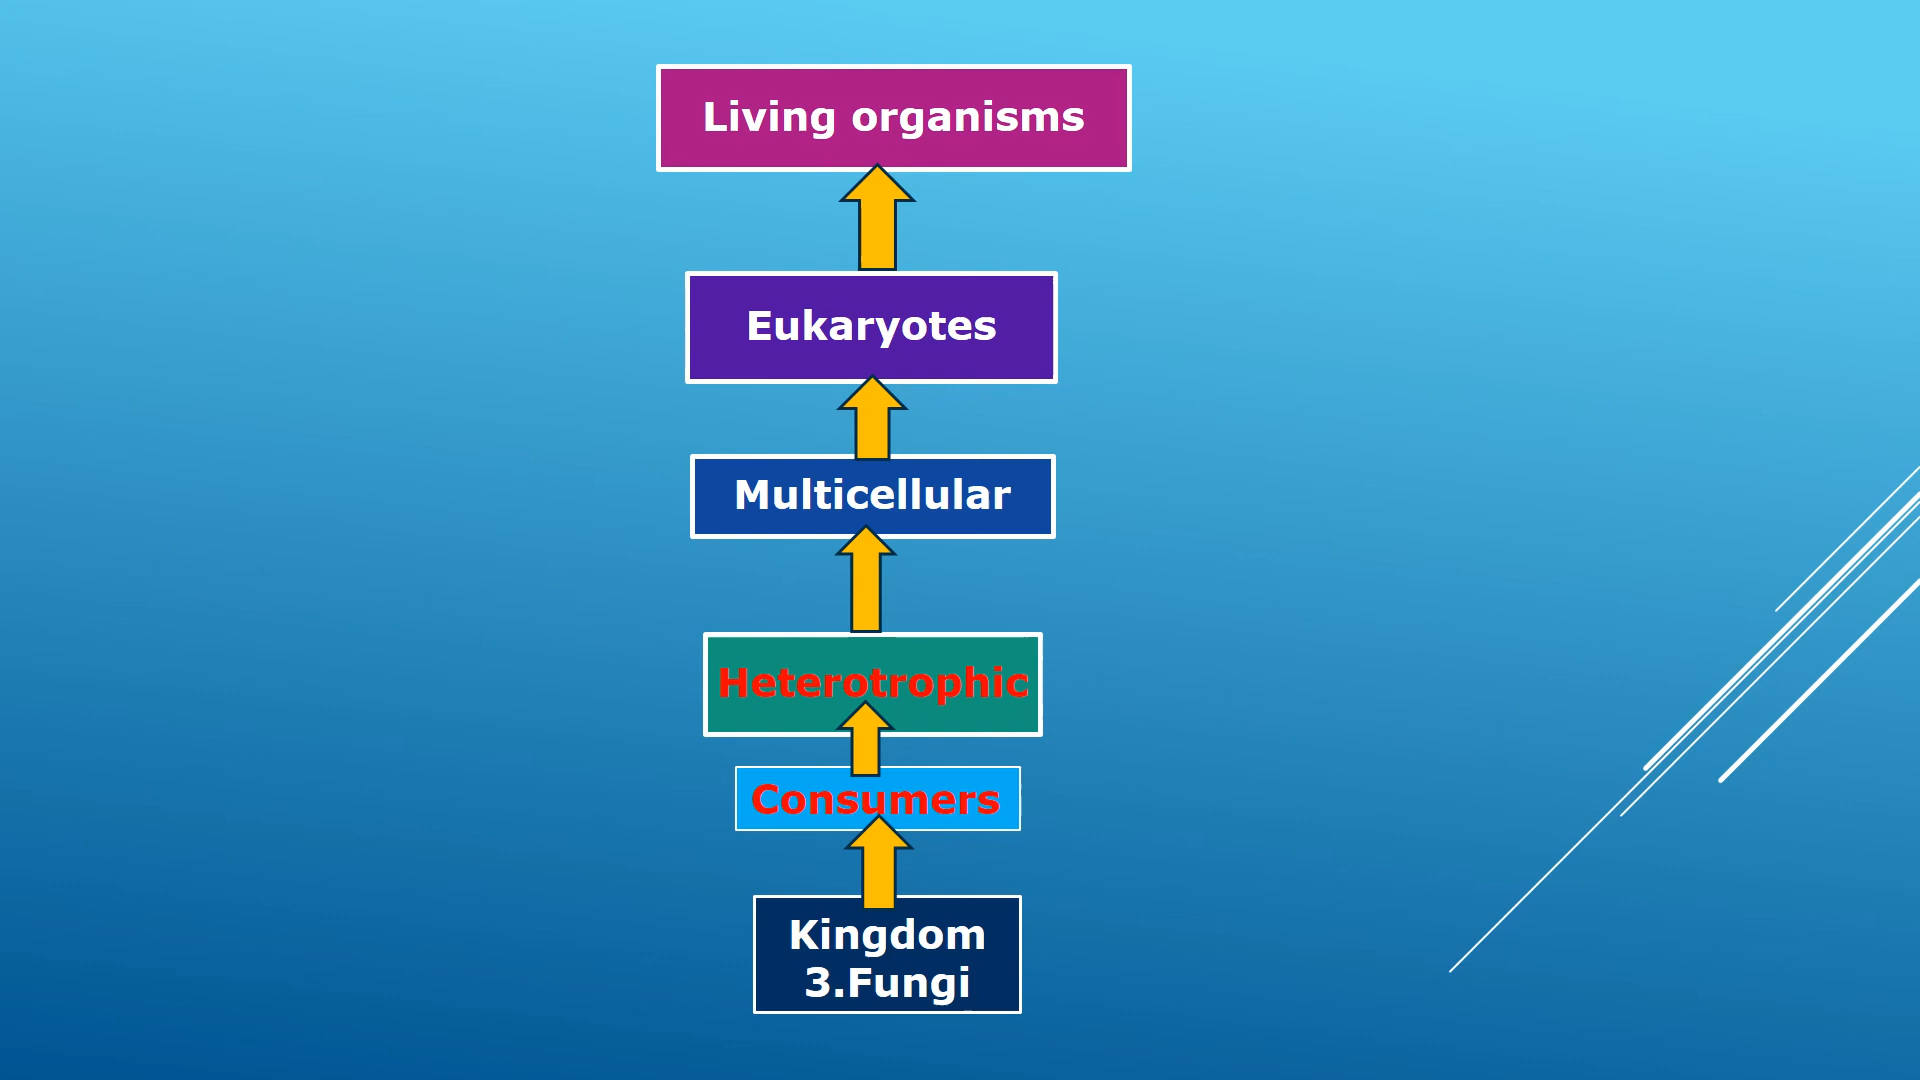 Living organisms
Eukaryotes
Multicellular
Heterotrophic
Consumers
Kingdom
3.Fungi